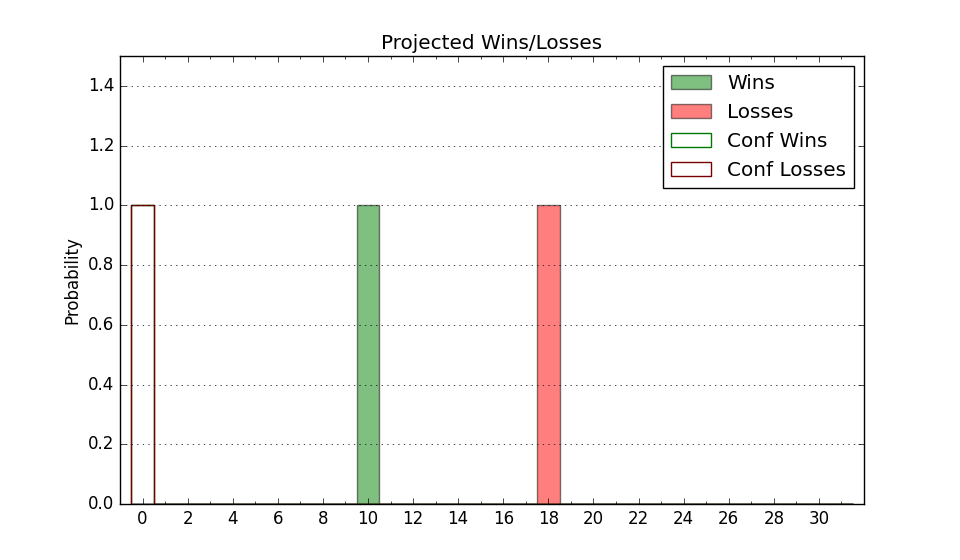 Projected Wins/Losses
Wins
Losses
Conf Wins
Conf Losses
Probability
1.4
1.2
1.0
0.8
0.6
0.4
0.2
0.0
0 2 4 6 8 10 12 14 16 18 20 22 24 26 28 30